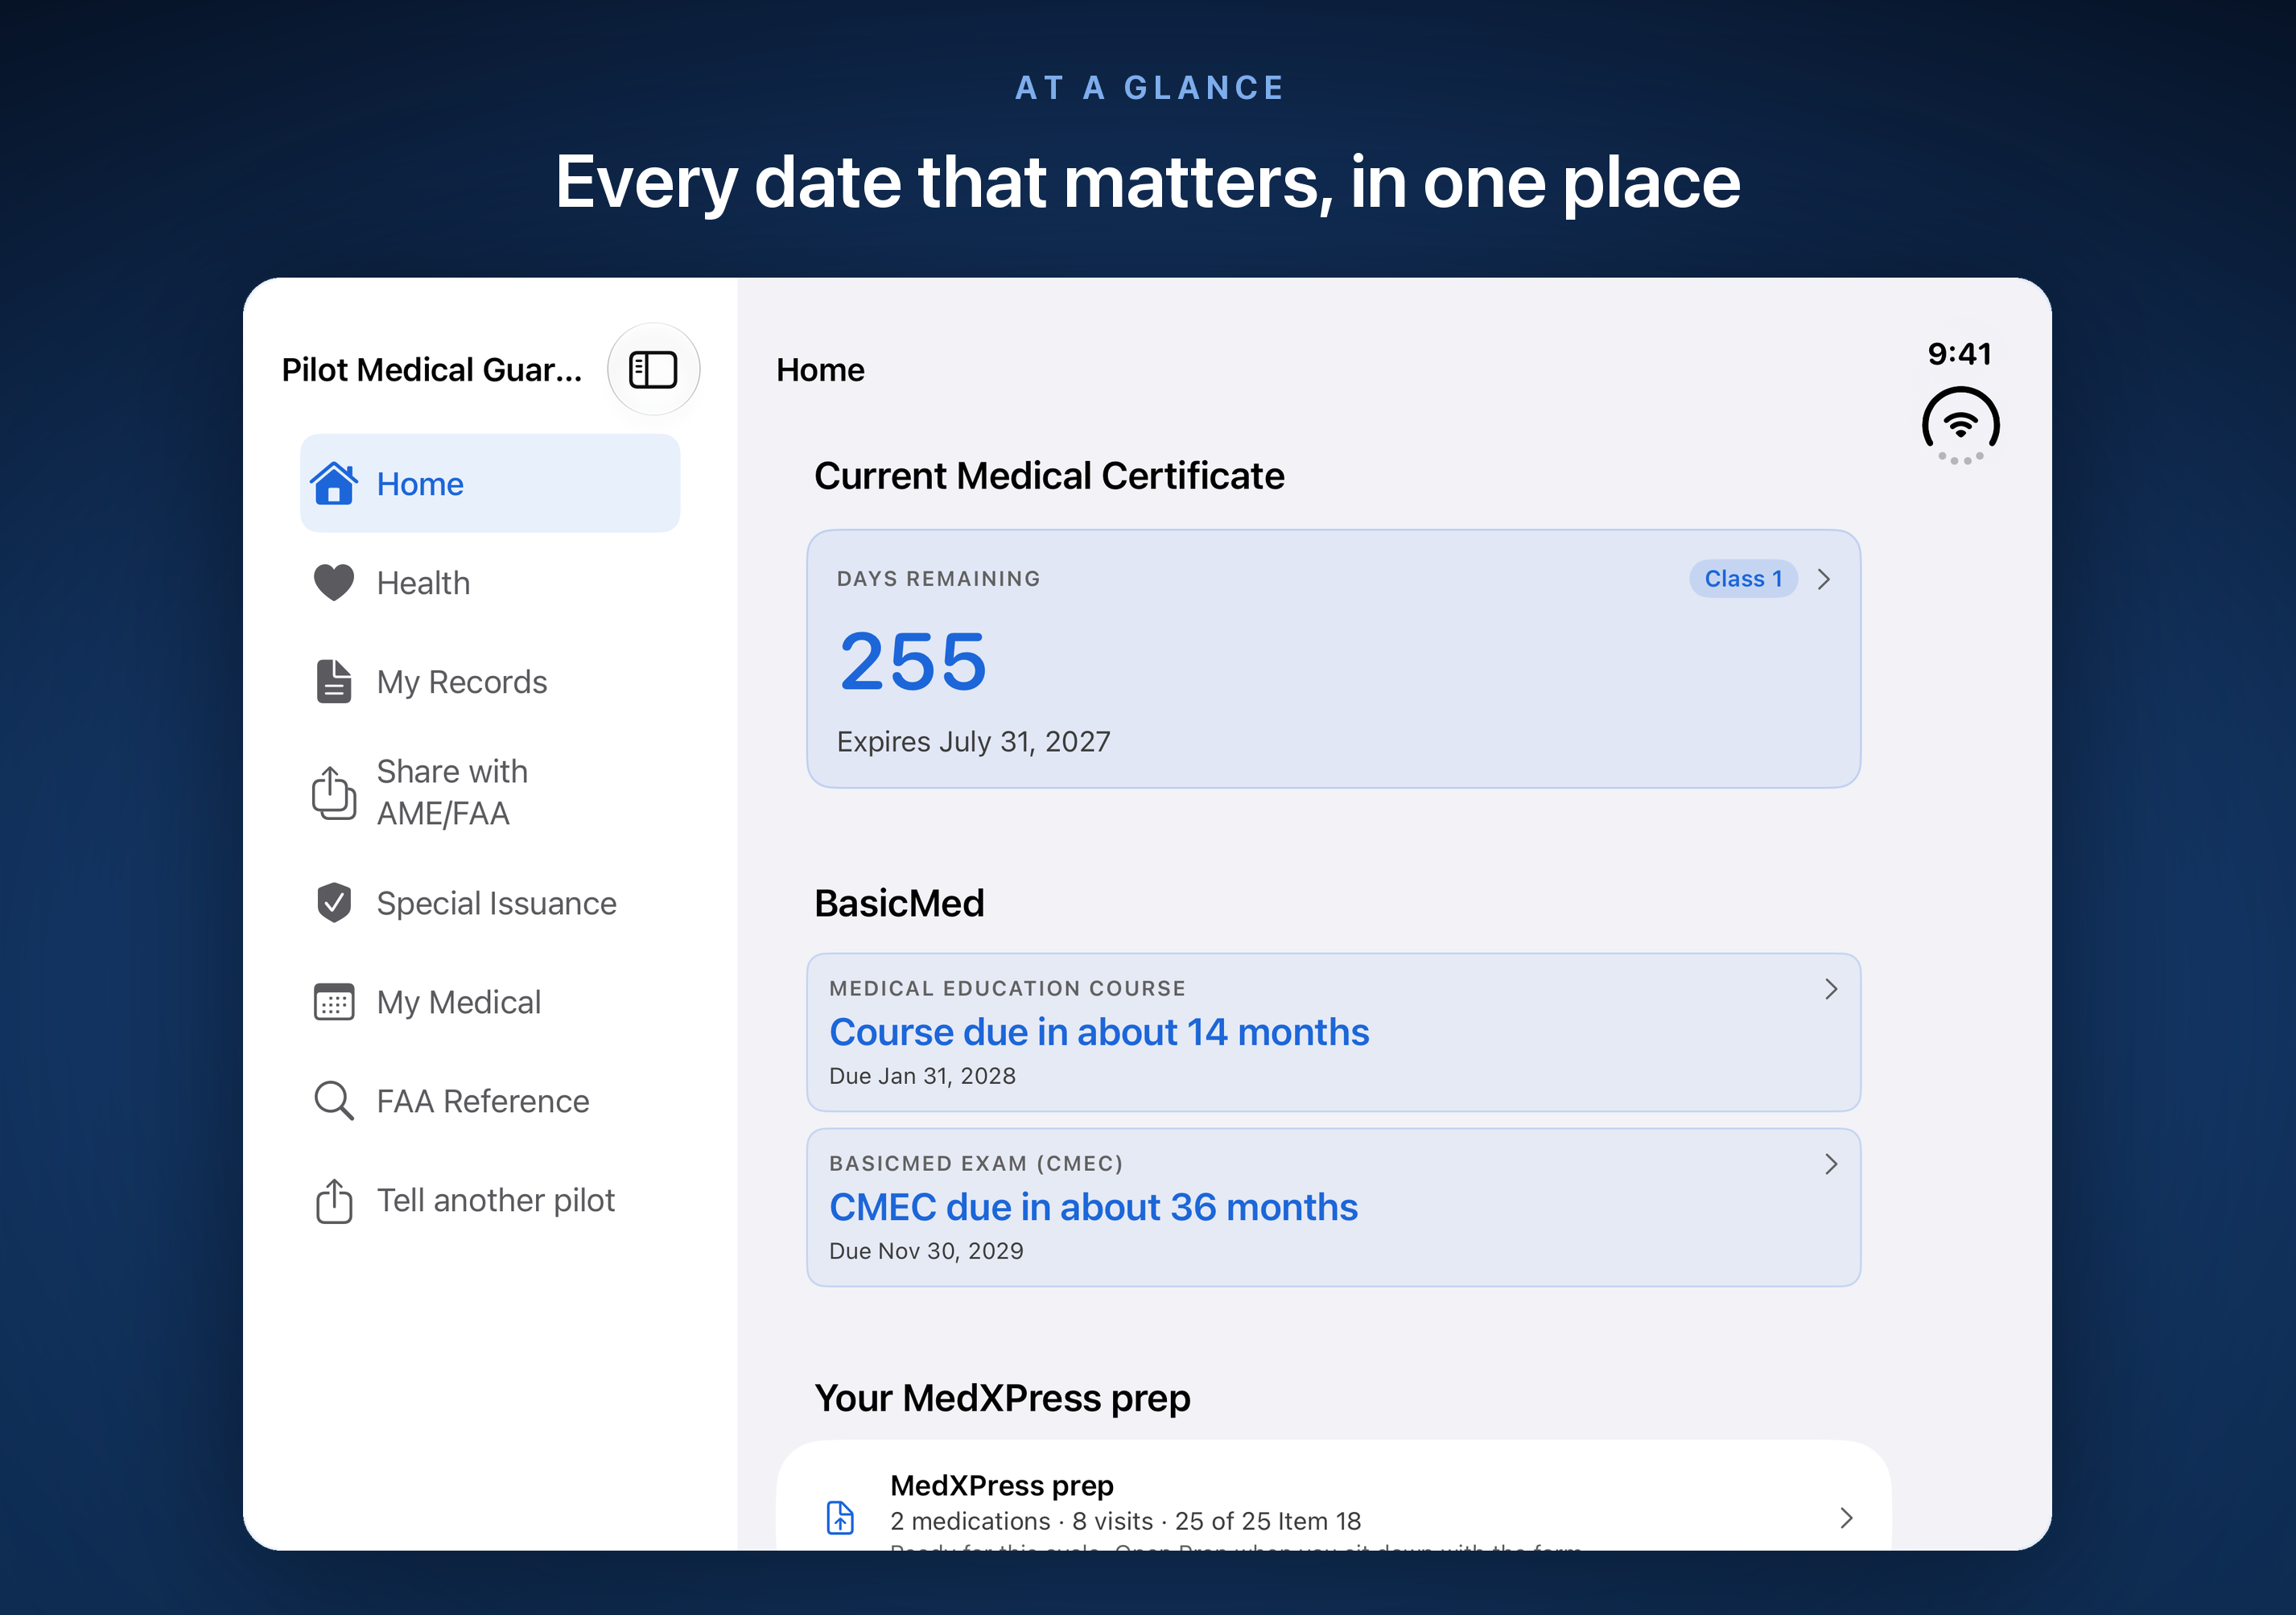 AT A GLANCE
Every date that matters, in one place
Pilot Medical Guar...
Home
Health
My Records
Share with
AME/FAA
Special Issuance
My Medical
FAA Reference
Tell another pilot
Home
9:41
Current Medical Certificate
DAYS REMAINING
Class 1
255
Expires July 31, 2027
BasicMed
MEDICAL EDUCATION COURSE
Course due in about 14 months
Due Jan 31, 2028
BASICMED EXAM (CMEC)
CMEC due in about 36 months
Due Nov 30, 2029
Your MedXPress prep
MedXPress prep
2 medications · 8 visits · 25 of 25 Item 18